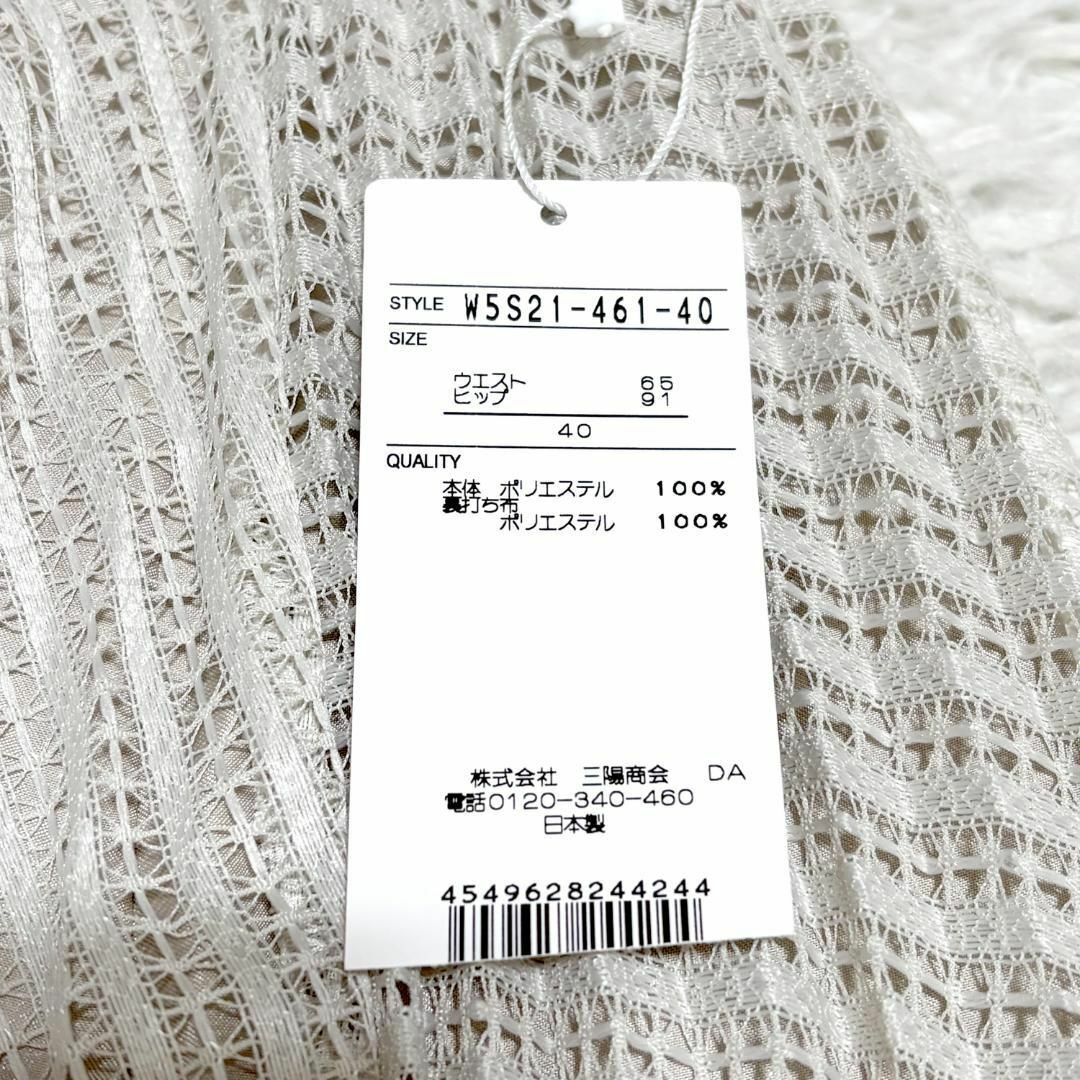 STYLE W5S21-461-40
SIZE
ウエスト 65
ヒップ 91
40
QUALITY
本体 ポリエステル 100%
裏打ち布
ポリエステル 100%
株式会社 三陽商会 DA
電話0120-340-460
日本製
4549628244244